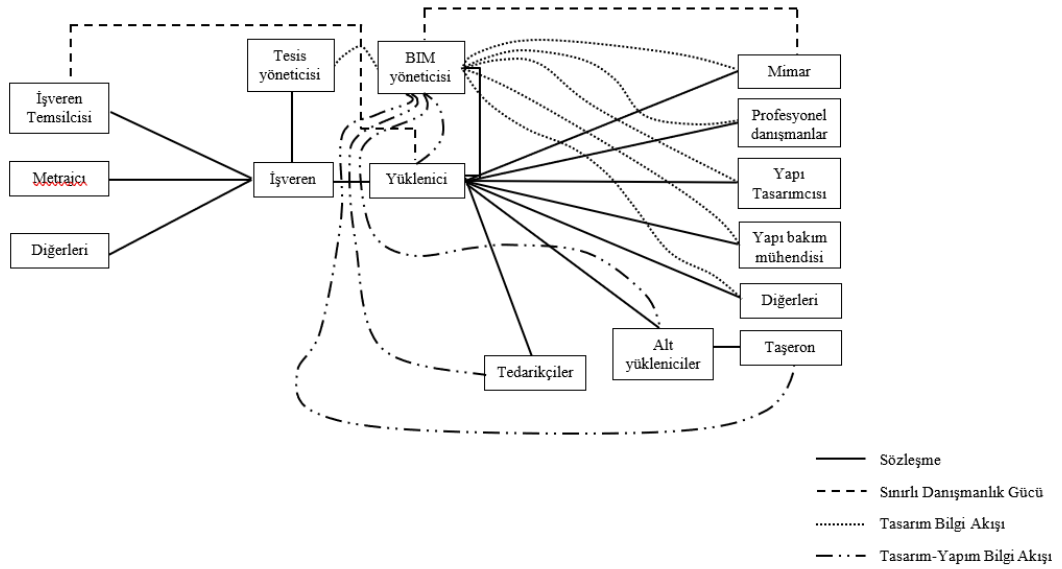 Tesis
yöneticisi
BIM
yöneticisi
Mimar
İşveren
Temsilcisi
Profesyonel
danışmanlar
Metrajcı
İşveren
Yüklenici
Yapı
Tasarımcısı
Diğerleri
Yapı bakım
mühendisi
Diğerleri
Alt
yükleniciler
Taşeron
Tedarikçiler
Sözleşme
Sınırlı Danışmanlık Gücü
Tasarım Bilgi Akışı
Tasarım-Yapım Bilgi Akışı